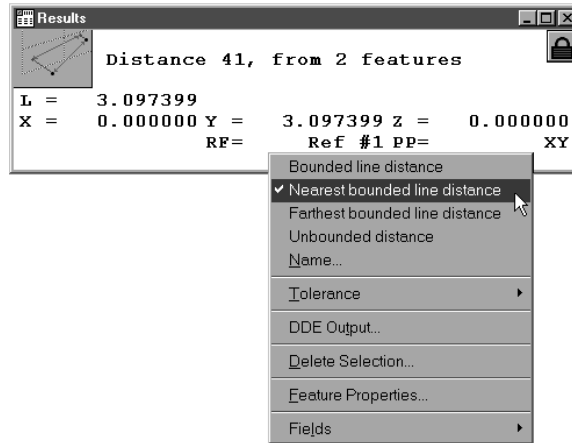 Results
Distance 41, from 2 features
L = 3.097399
X = 0.000000 Y = 3.097399 Z = 0.000000
RF= Ref #1 PP= XY
Bounded line distance
Nearest bounded line distance
Farthest bounded line distance
Unbounded distance
Name...
Tolerance
DDE Output...
Delete Selection...
Feature Properties...
Fields